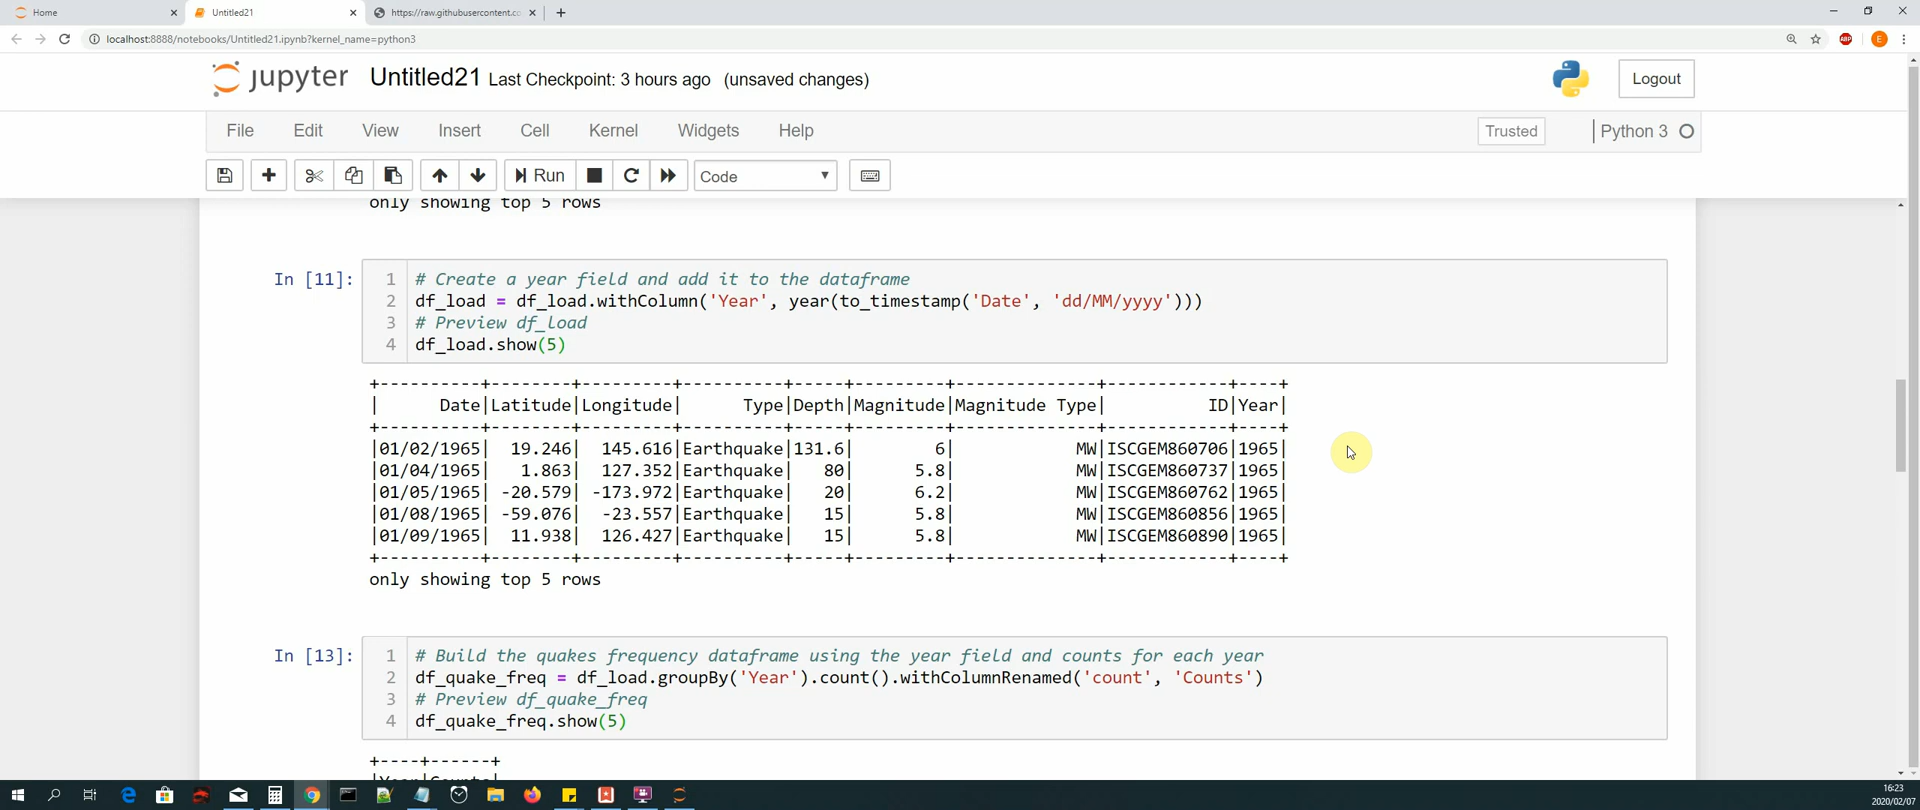 Home
Untitled21
https://raw.githubusercontent.co
localhost:8888/notebooks/Untitled21.ipynb?kernel_name=python3
ABP
E
jupyter Untitled21 Last Checkpoint: 3 hours ago (unsaved changes)
Logout
File Edit View Insert Cell Kernel Widgets Help
Trusted
Python 3
Run
Code
only showing top 5 rows
In [11]:
1 # Create a year field and add it to the dataframe
2 df_load = df_load.withColumn('Year', year(to_timestamp('Date', 'dd/MM/yyyy')))
3 # Preview df_load
4 df_load.show(5)
+----------+--------+---------+----------+-----+---------+--------------+------------+----+
|      Date|Latitude|Longitude|      Type|Depth|Magnitude|Magnitude Type|          ID|Year|
+----------+--------+---------+----------+-----+---------+--------------+------------+----+
|01/02/1965|  19.246|  145.616|Earthquake|131.6|        6|            MW|ISCGEM860706|1965|
|01/04/1965|   1.863|  127.352|Earthquake|   80|      5.8|            MW|ISCGEM860737|1965|
|01/05/1965| -20.579| -173.972|Earthquake|   20|      6.2|            MW|ISCGEM860762|1965|
|01/08/1965| -59.076|  -23.557|Earthquake|   15|      5.8|            MW|ISCGEM860856|1965|
|01/09/1965|  11.938|  126.427|Earthquake|   15|      5.8|            MW|ISCGEM860890|1965|
+----------+--------+---------+----------+-----+---------+--------------+------------+----+
only showing top 5 rows
In [13]:
1 # Build the quakes frequency dataframe using the year field and counts for each year
2 df_quake_freq = df_load.groupBy('Year').count().withColumnRenamed('count', 'Counts')
3 # Preview df_quake_freq
4 df_quake_freq.show(5)
+----+------+
|Year|Counts|
16:23
2020/02/07